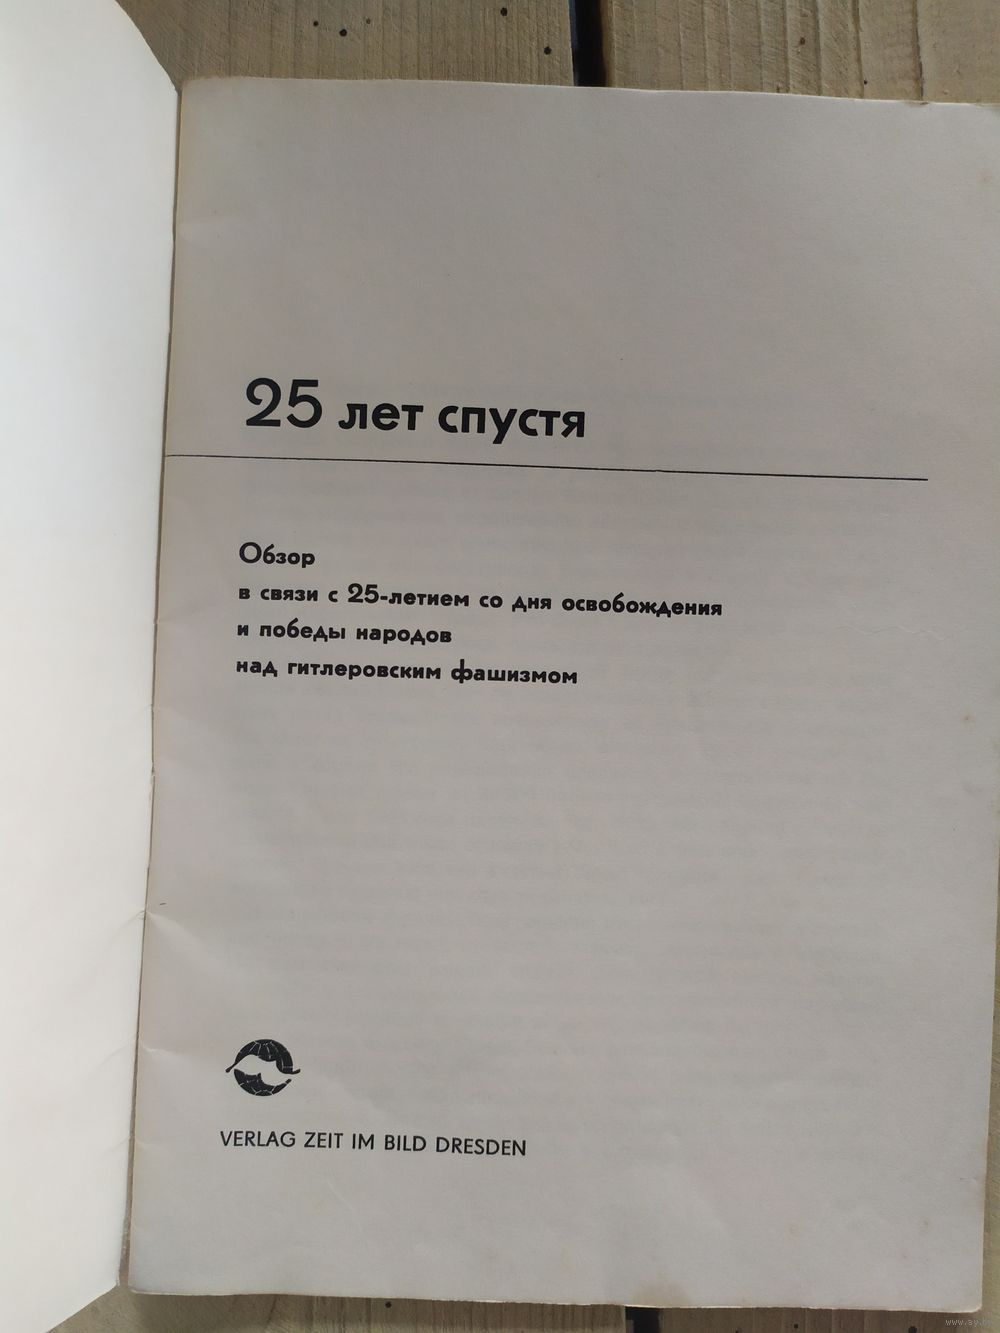 25 лет спустя
Обзор
в связи с 25-летием со дня освобождения
и победы народов
над гитлеровским фашизмом
VERLAG ZEIT IM BILD DRESDEN